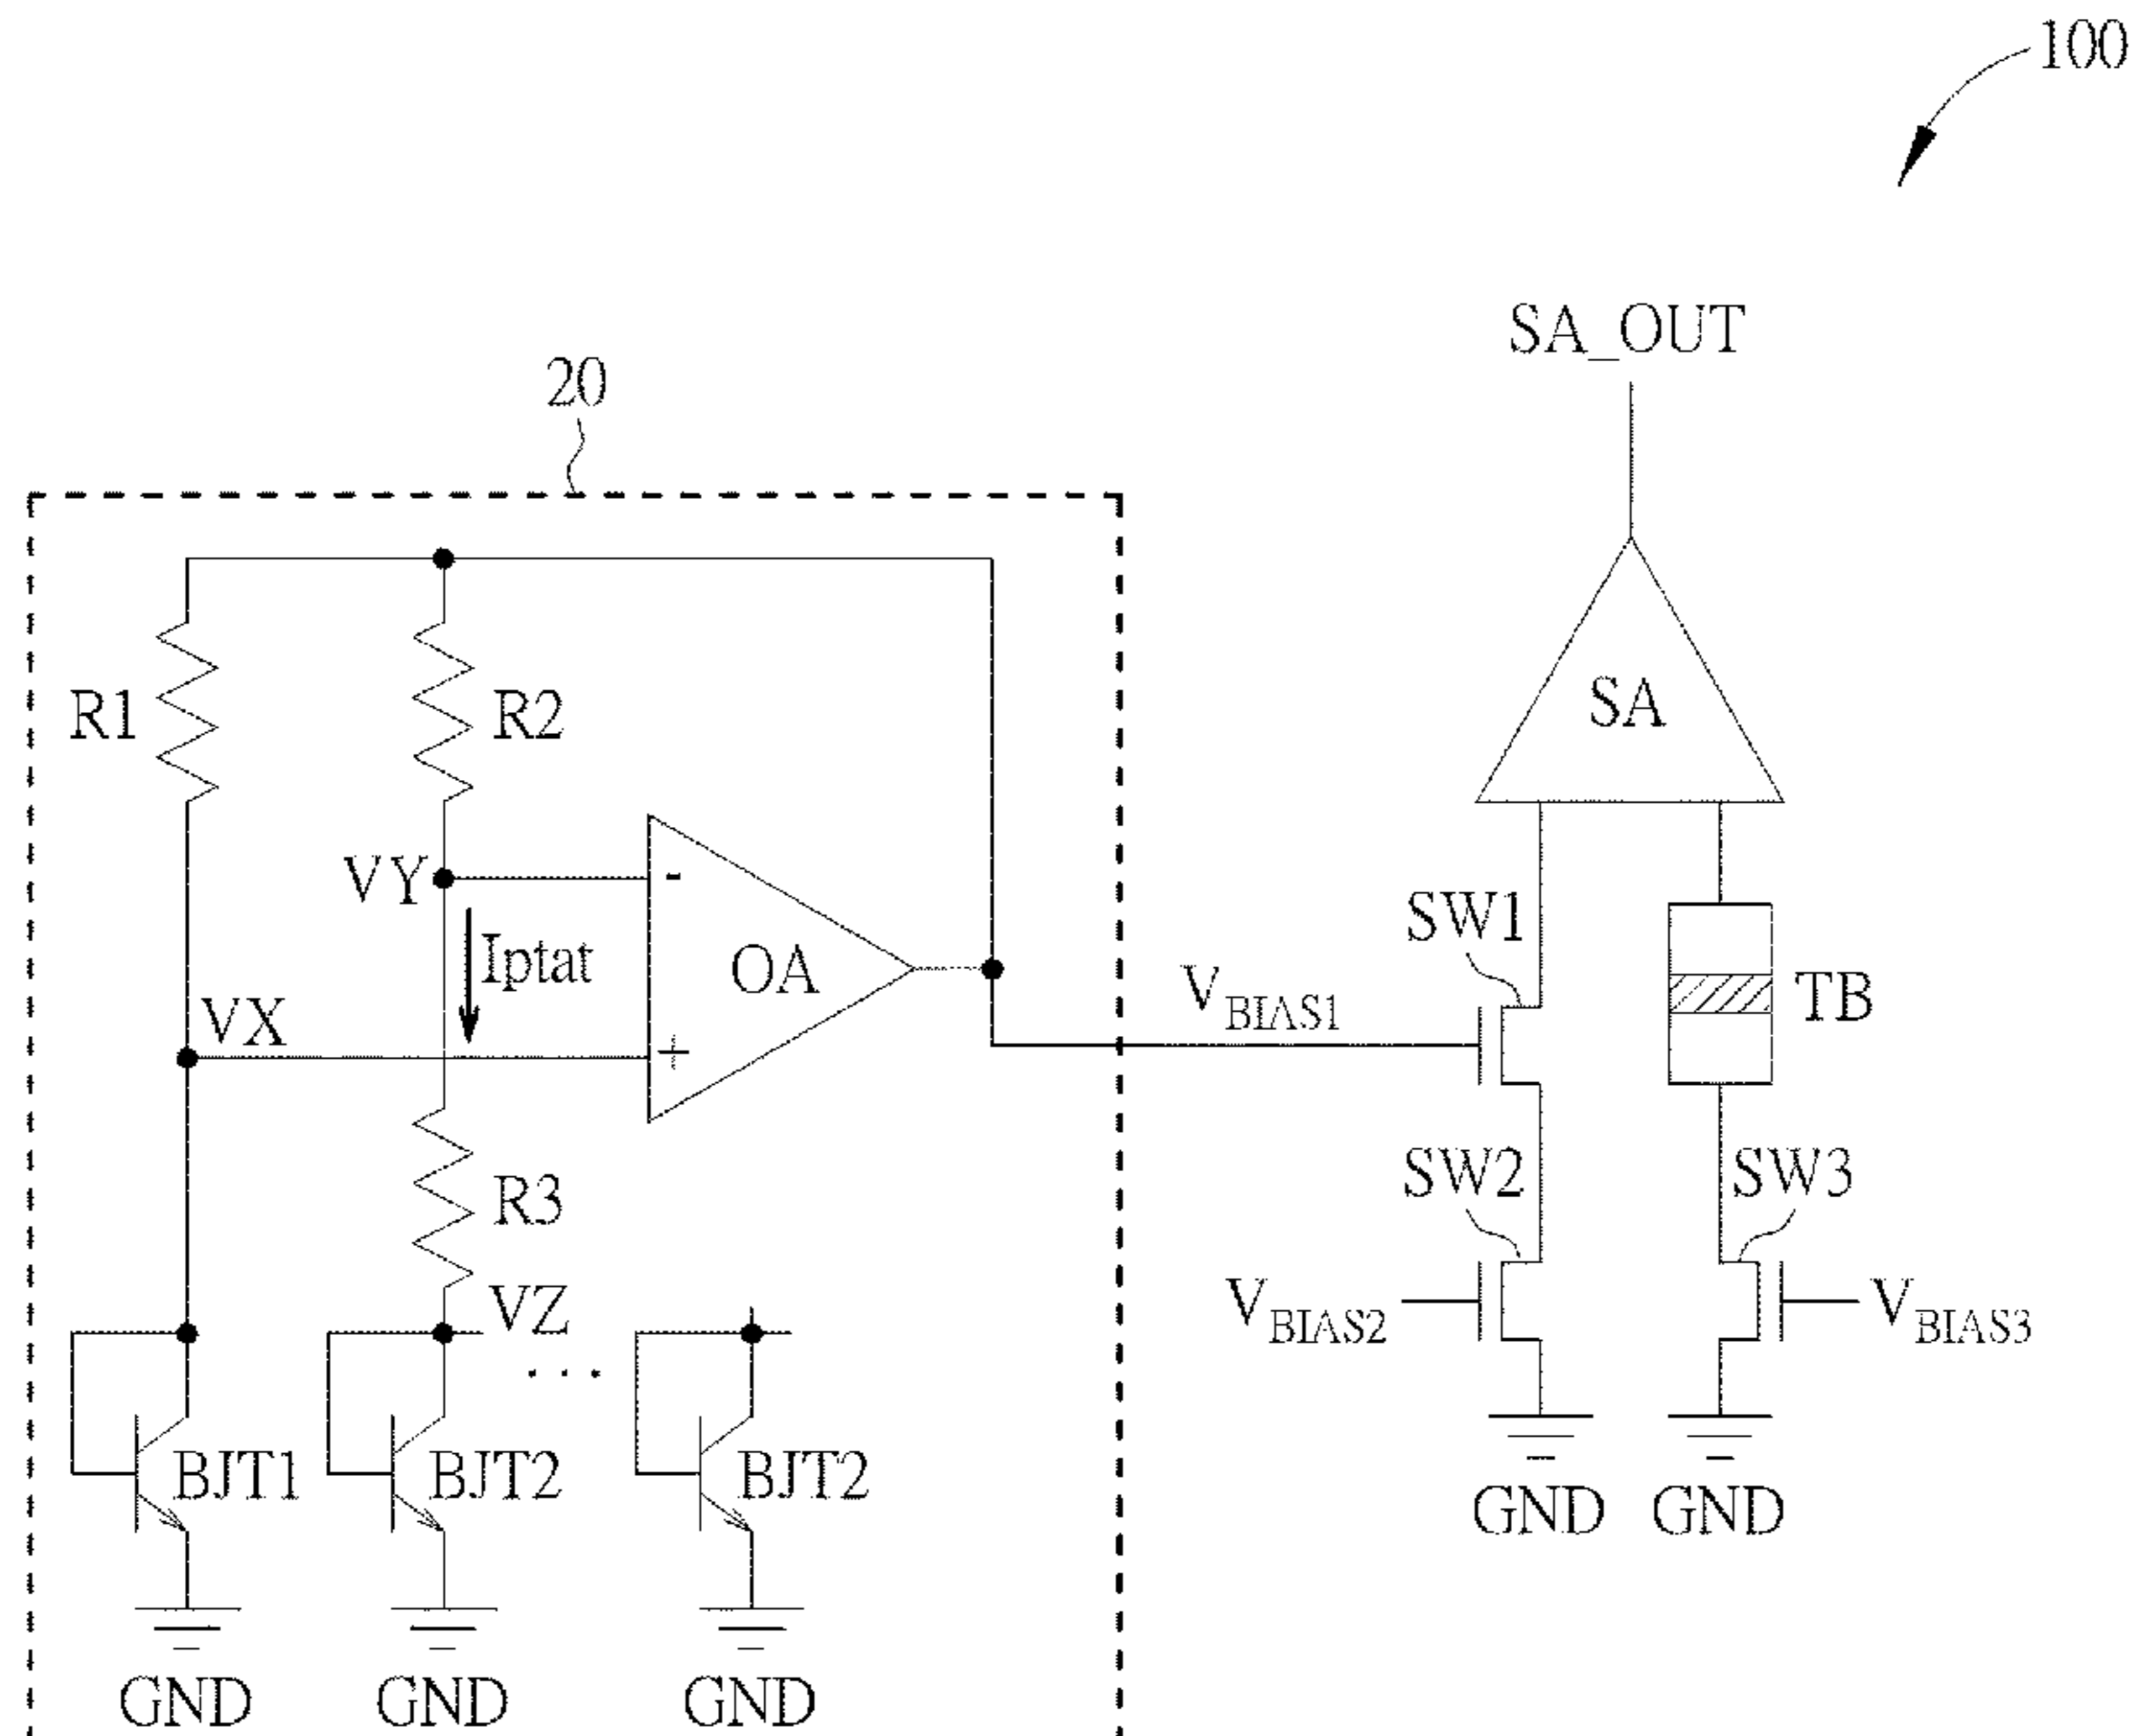 100
SA_OUT
20
R1
R2
SA
VY
-
Iptat
OA
SW1
TB
VX
+
VBIAS1
R3
SW2
SW3
VZ
...
VBIAS2
VBIAS3
BJT1
BJT2
BJT2
GND
GND
GND
GND
GND